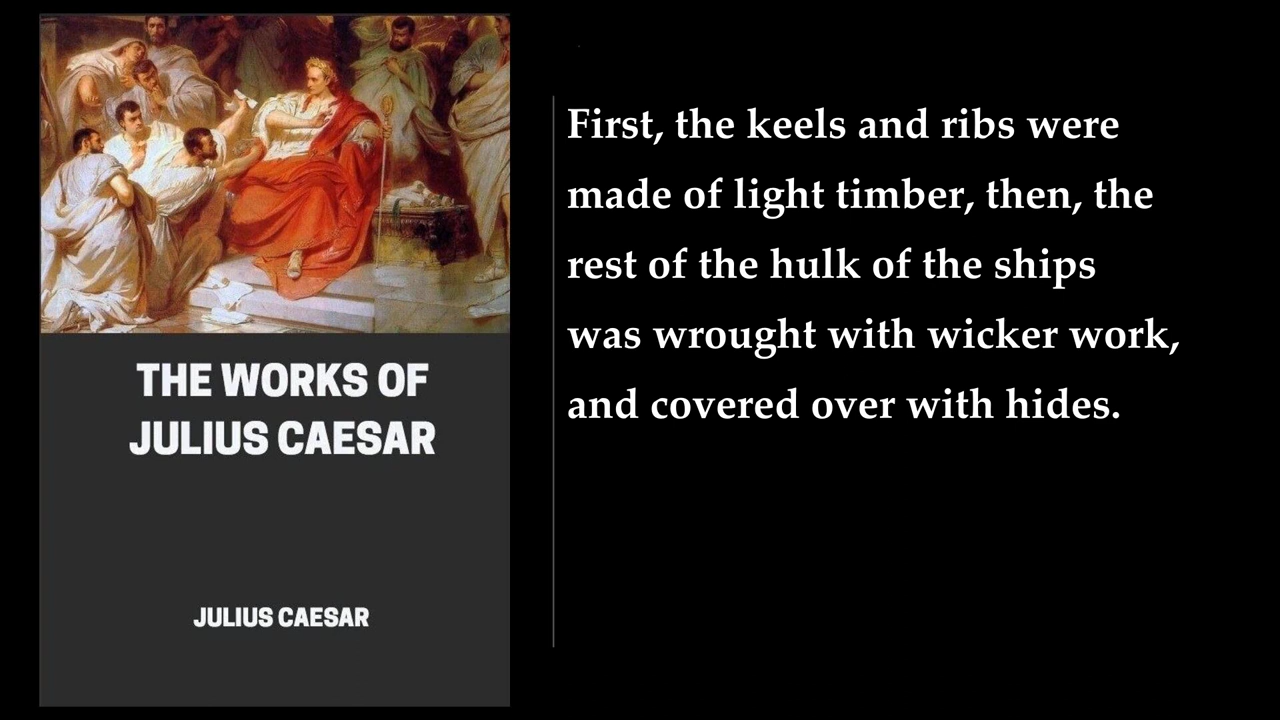 THE WORKS OF
JULIUS CAESAR
JULIUS CAESAR
First, the keels and ribs were
made of light timber, then, the
rest of the hulk of the ships
was wrought with wicker work,
and covered over with hides.